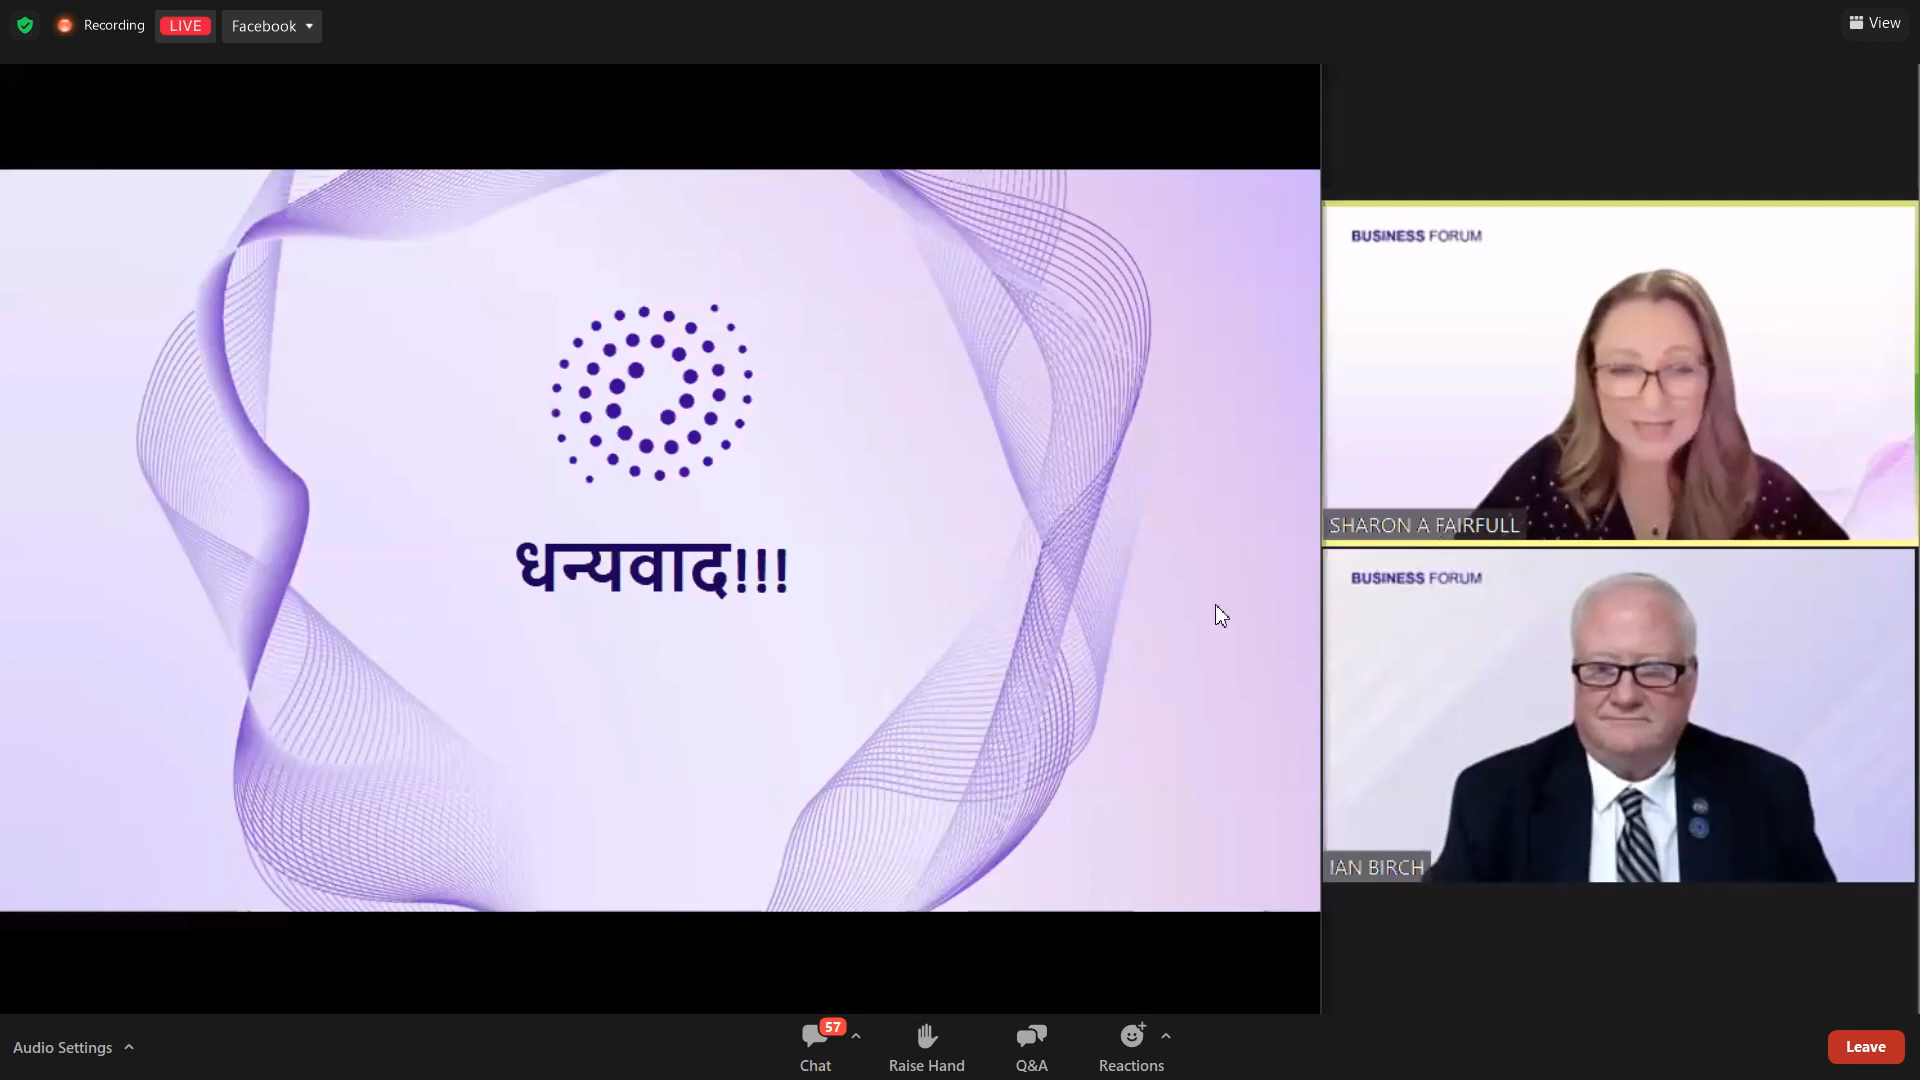 Recording
LIVE
Facebook
View
धन्यवाद!!!
BUSINESS FORUM
SHARON A FAIRFULL
BUSINESS FORUM
IAN BIRCH
Audio Settings
57
Chat
Raise Hand
Q&A
Reactions
Leave